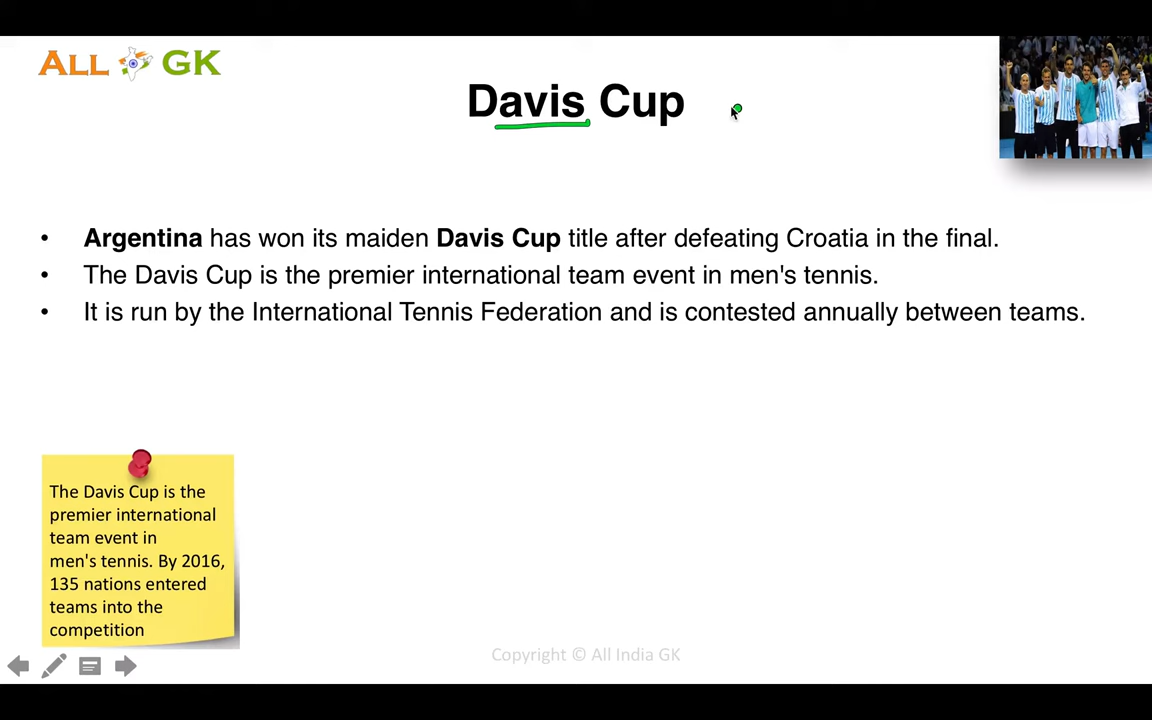 ALL GK
Davis Cup
• Argentina has won its maiden Davis Cup title after defeating Croatia in the final.
• The Davis Cup is the premier international team event in men's tennis.
• It is run by the International Tennis Federation and is contested annually between teams.
The Davis Cup is the
premier international
team event in
men's tennis. By 2016,
135 nations entered
teams into the
competition
Copyright © All India GK